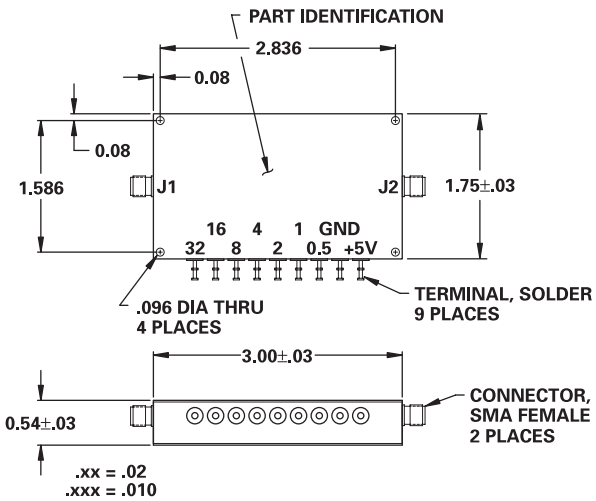 PART IDENTIFICATION
2.836
0.08
0.08
1.586
J1
J2
1.75±.03
16 4 1 GND
32 8 2 0.5 +5V
.096 DIA THRU
4 PLACES
TERMINAL, SOLDER
9 PLACES
3.00±.03
0.54±.03
CONNECTOR,
SMA FEMALE
2 PLACES
.xx = .02
.xxx = .010